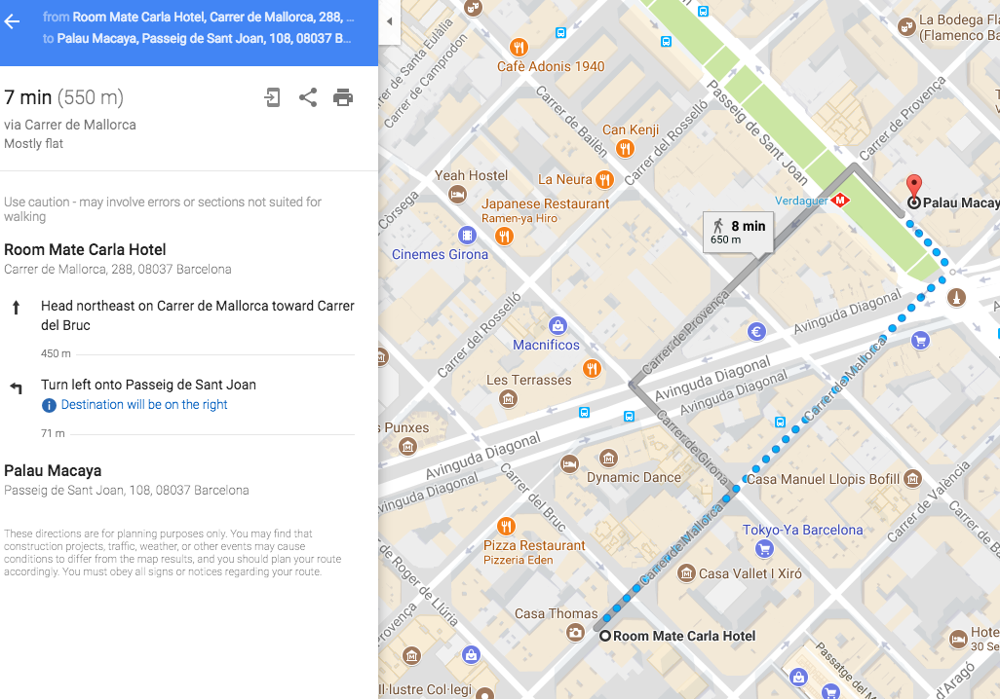 from Room Mate Carla Hotel, Carrer de Mallorca, 288, ...
to Palau Macaya, Passeig de Sant Joan, 108, 08037 B...
7 min (550 m)
via Carrer de Mallorca
Mostly flat
Use caution - may involve errors or sections not suited for
walking
Room Mate Carla Hotel
Carrer de Mallorca, 288, 08037 Barcelona
Head northeast on Carrer de Mallorca toward Carrer
del Bruc
450 m
Turn left onto Passeig de Sant Joan
Destination will be on the right
71 m
Palau Macaya
Passeig de Sant Joan, 108, 08037 Barcelona
These directions are for planning purposes only. You may find that
construction projects, traffic, weather, or other events may cause
conditions to differ from the map results, and you should plan your route
accordingly. You must obey all signs or notices regarding your route.
La Bodega Fl
(Flamenco Ba
Cafè Adonis 1940
rer de Santa Eulàlia
Carrer de Camprodon
Carrer de Bailèn
Can Kenji
Carrer del Rosselló
Passeig de Sant Joan
Carrer de Provença
Yeah Hostel
La Neura
Japanese Restaurant
Ramen-ya Hiro
Còrsega
Cinemes Girona
Verdaguer
M
Palau Macay
8 min
650 m
Carrer de Provença
Avinguda Diagonal
Carrer del Rosselló
Macnificos
€
Les Terrasses
Avinguda Diagonal
Avinguda Diagonal
Carrer de Mallorca
s Punxes
Avinguda Diagonal
Avinguda Diagonal
Carrer de Girona
Dynamic Dance
Casa Manuel Llopis Bofill
Carrer del Bruc
Carrer de València
Carrer de Mallorca
Tokyo-Ya Barcelona
Pizza Restaurant
Pizzeria Eden
Casa Vallet I Xiró
de Roger de Llúria
Provença
Casa Thomas
Room Mate Carla Hotel
Hote
30 Se
Passatge del
d'Aragó
Il·lustre Col·legi